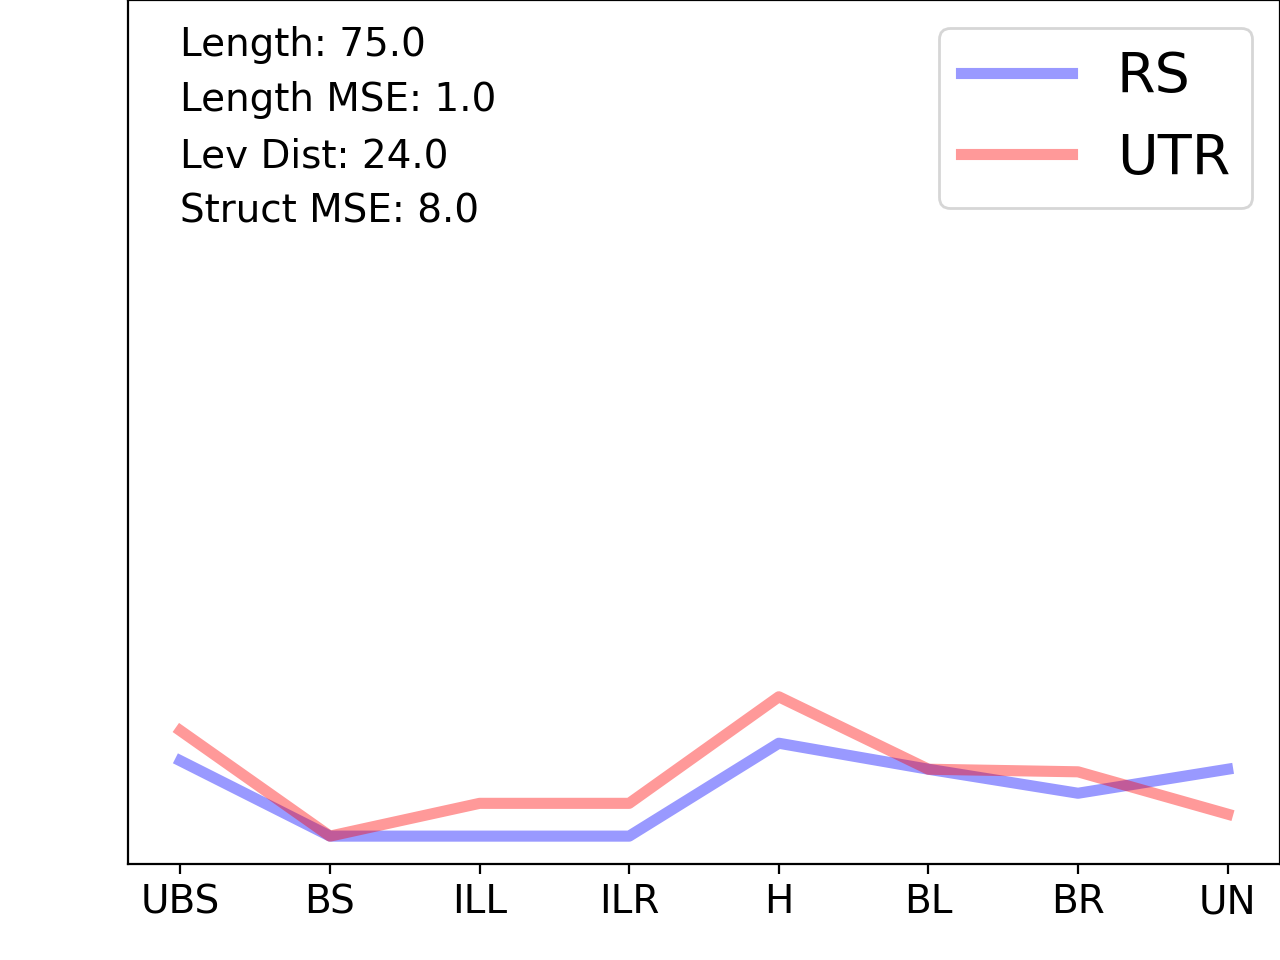 Length: 75.0
Length MSE: 1.0
Lev Dist: 24.0
Struct MSE: 8.0
RS
UTR
UBS BS ILL ILR H BL BR UN